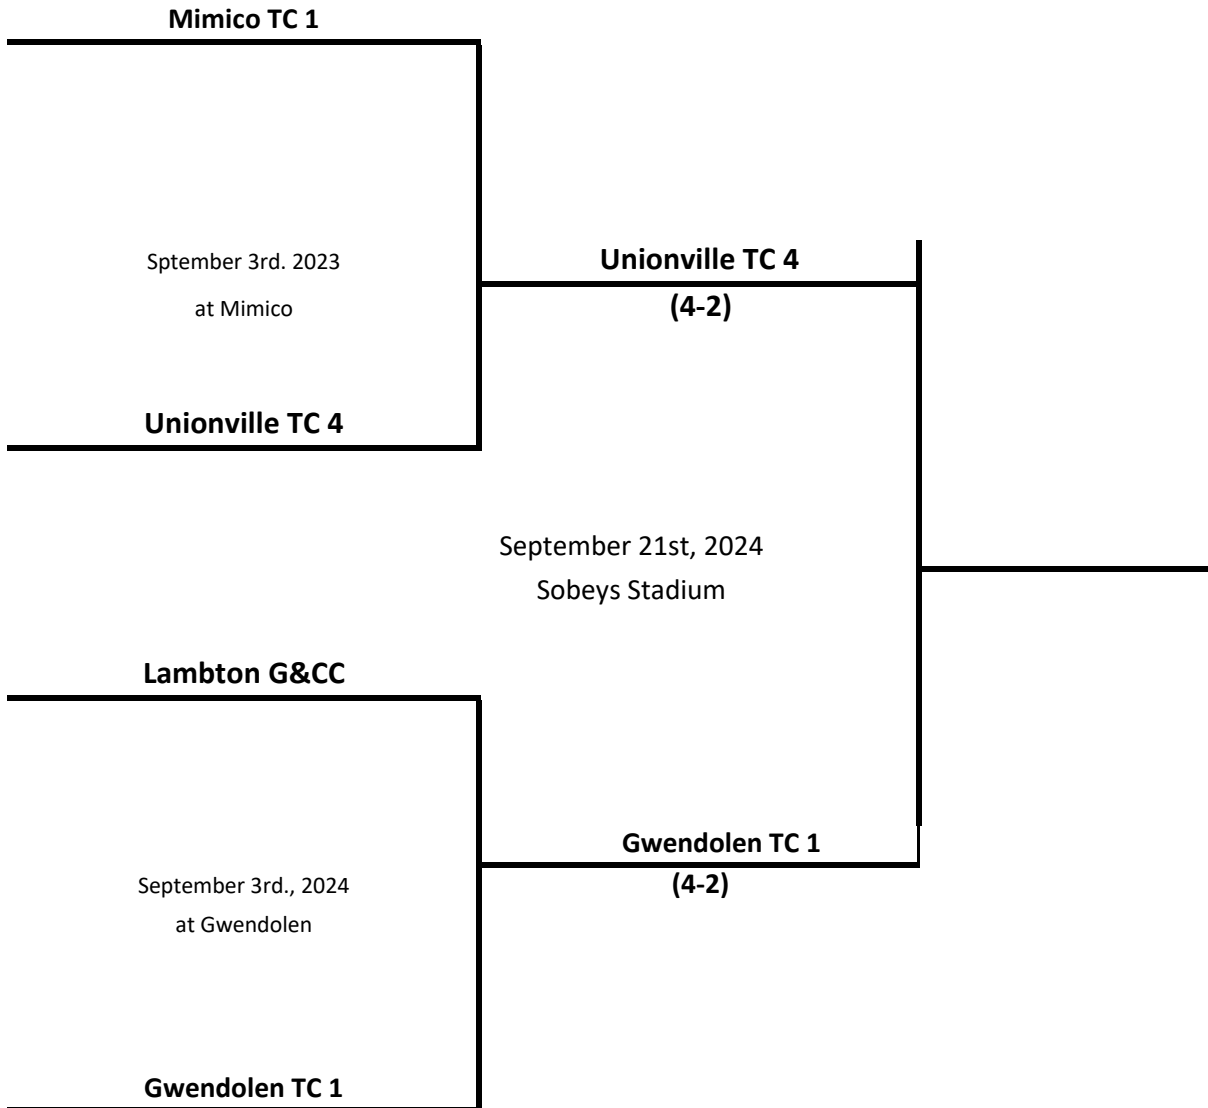 Mimico TC 1
Sptember 3rd. 2023
at Mimico
Unionville TC 4
(4-2)
Unionville TC 4
September 21st, 2024
Sobeys Stadium
Lambton G&CC
Gwendolen TC 1
(4-2)
September 3rd., 2024
at Gwendolen
Gwendolen TC 1